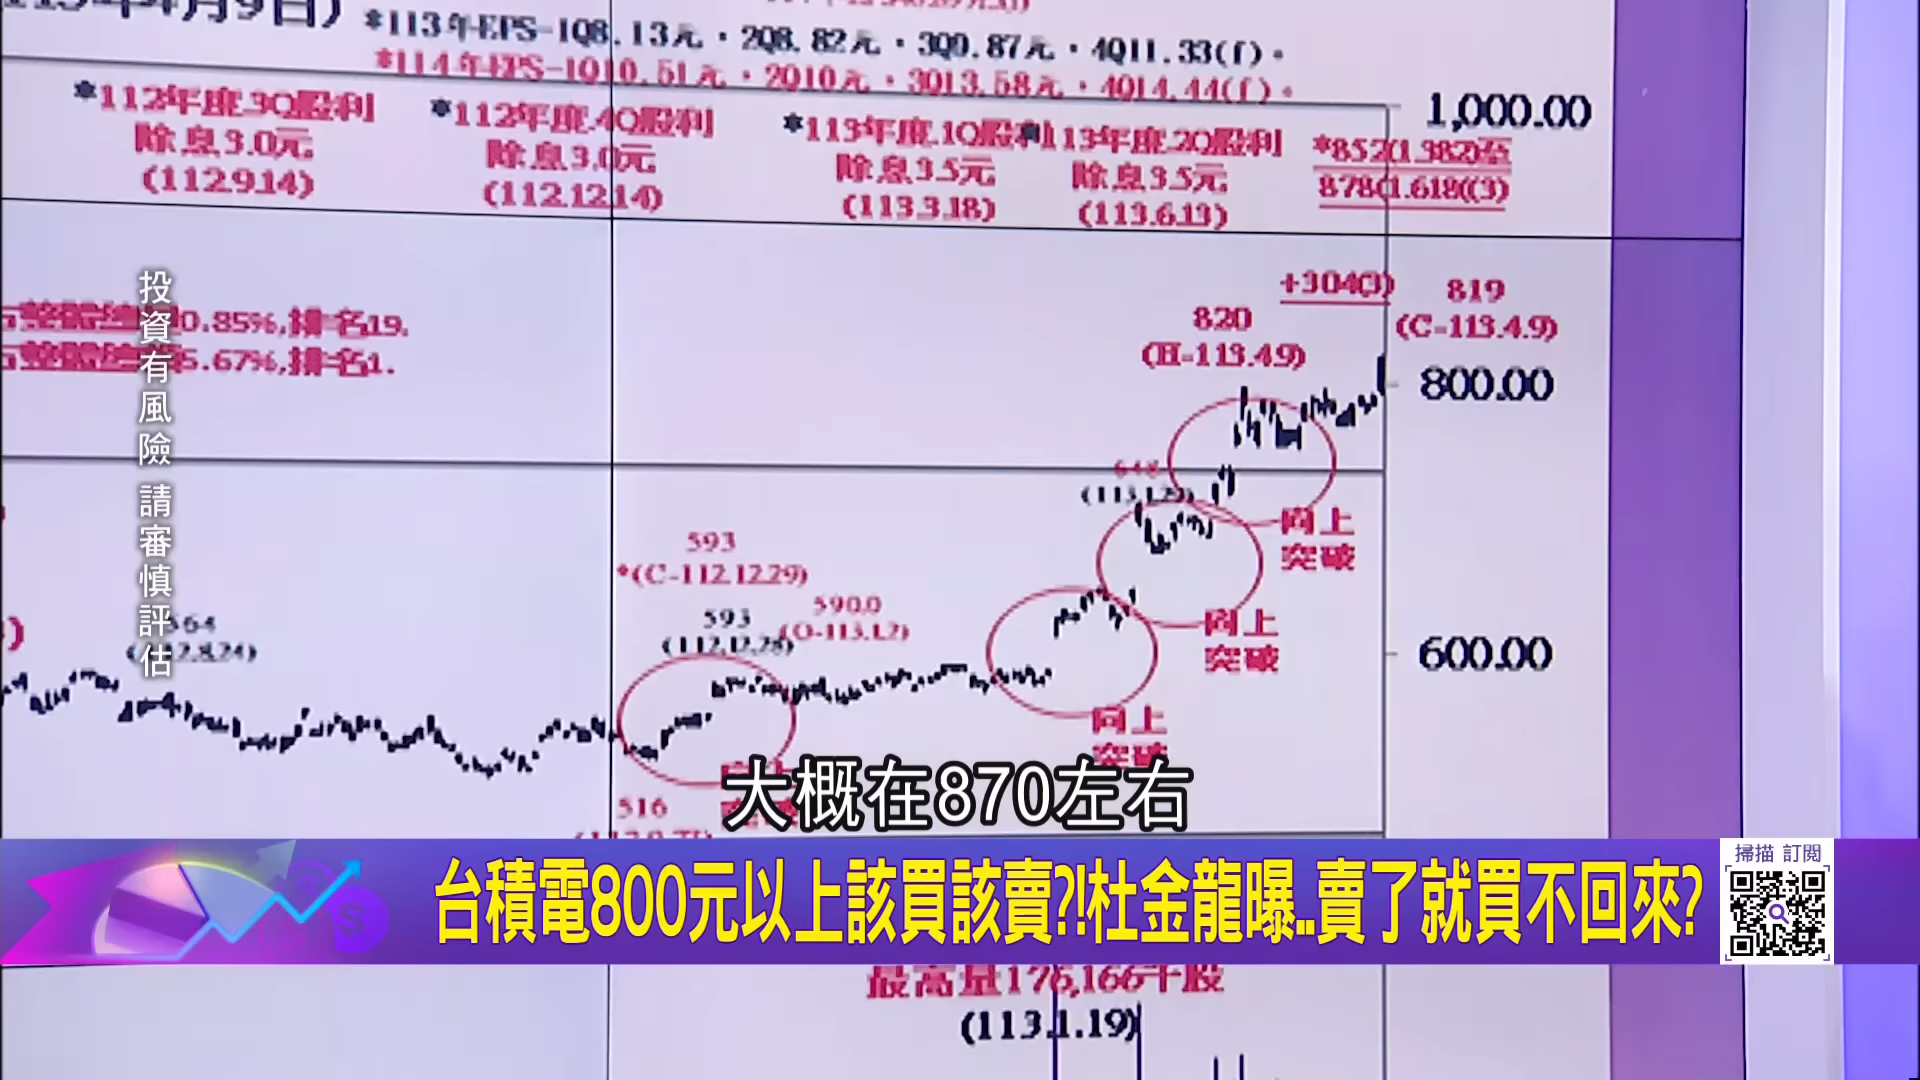 *113年EPS-1Q8.13元，2Q8.82元，3Q9.87元，4Q11.33(f)。
*114年EPS-1Q10.51元，2Q10元，3Q13.58元，4Q14.44(f)。
*112年度3Q股利
除息3.0元
(112.9.14)
*112年度4Q股利
除息3.0元
(112.12.14)
*113年度1Q股利
除息3.5元
(113.3.18)
113年度2Q股利
除息3.5元
(113.6.13)
*852(1.382)至
878(1.618((3)
1,000.00
0.85%,排名19.
5.67%,排名1.
+304(3)
819
(C-113.4.9)
820
(H-113.4.9)
800.00
648
(113.1.29)
向上
突破
向上
突破
向上
突破
593
*(C-112.12.29)
593
(112.12.28)
590.0
(O-113.1.2)
564
600.00
516
投資有風險 請審慎評估
大概在870左右
台積電800元以上該買該賣?!杜金龍曝..賣了就買不回來?
掃描 訂閱
最高量176,166千股
(113.1.19)